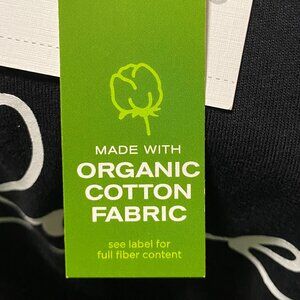 MADE WITH
ORGANIC
COTTON
FABRIC
see label for
full fiber content